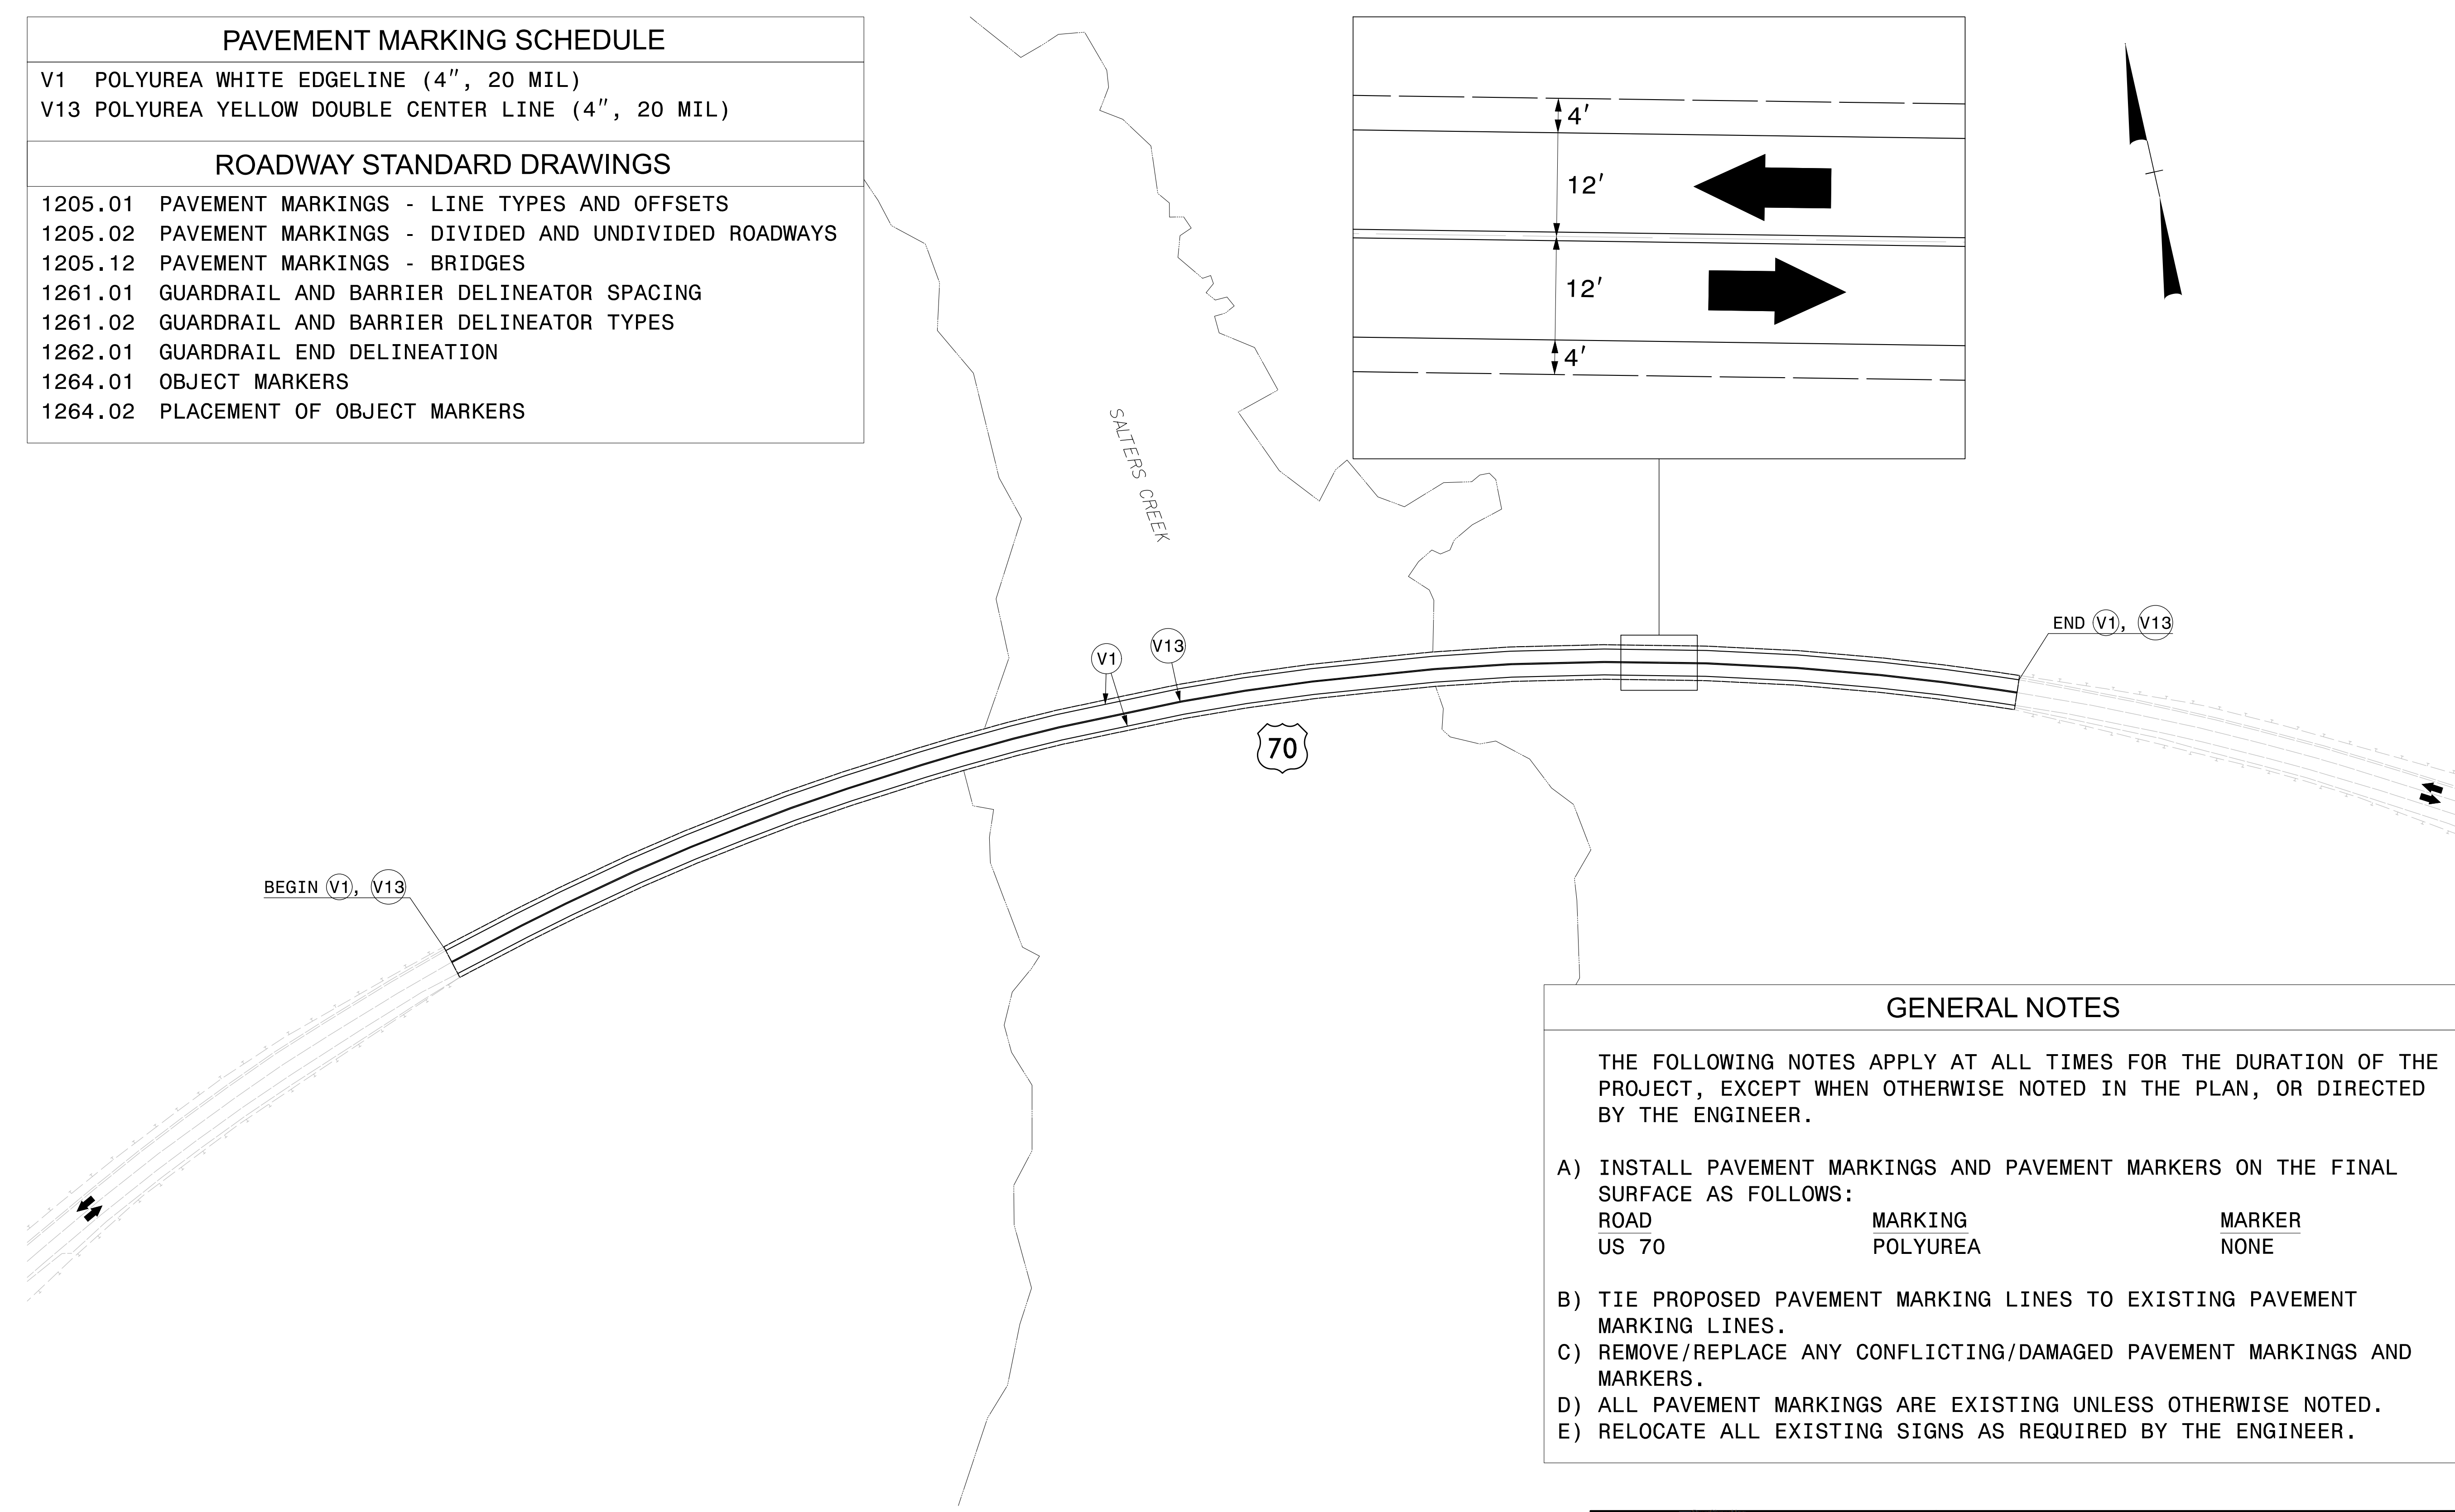 PAVEMENT MARKING SCHEDULE
V1 POLYUREA WHITE EDGELINE (4", 20 MIL)
V13 POLYUREA YELLOW DOUBLE CENTER LINE (4", 20 MIL)
ROADWAY STANDARD DRAWINGS
1205.01 PAVEMENT MARKINGS - LINE TYPES AND OFFSETS
1205.02 PAVEMENT MARKINGS - DIVIDED AND UNDIVIDED ROADWAYS
1205.12 PAVEMENT MARKINGS - BRIDGES
1261.01 GUARDRAIL AND BARRIER DELINEATOR SPACING
1261.02 GUARDRAIL AND BARRIER DELINEATOR TYPES
1262.01 GUARDRAIL END DELINEATION
1264.01 OBJECT MARKERS
1264.02 PLACEMENT OF OBJECT MARKERS
4'
12'
12'
4'
SALTERS CREEK
V1
V13
END V1, V13
70
BEGIN V1, V13
GENERAL NOTES
THE FOLLOWING NOTES APPLY AT ALL TIMES FOR THE DURATION OF THE
PROJECT, EXCEPT WHEN OTHERWISE NOTED IN THE PLAN, OR DIRECTED
BY THE ENGINEER.
A) INSTALL PAVEMENT MARKINGS AND PAVEMENT MARKERS ON THE FINAL
SURFACE AS FOLLOWS:
ROAD MARKING MARKER
US 70 POLYUREA NONE
B) TIE PROPOSED PAVEMENT MARKING LINES TO EXISTING PAVEMENT
MARKING LINES.
C) REMOVE/REPLACE ANY CONFLICTING/DAMAGED PAVEMENT MARKINGS AND
MARKERS.
D) ALL PAVEMENT MARKINGS ARE EXISTING UNLESS OTHERWISE NOTED.
E) RELOCATE ALL EXISTING SIGNS AS REQUIRED BY THE ENGINEER.